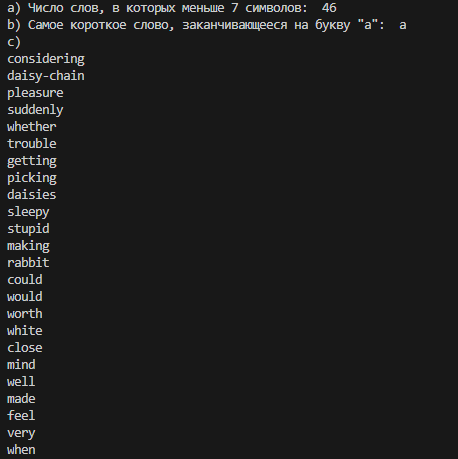 а) Число слов, в которых меньше 7 символов:  46
b) Самое короткое слово, заканчивающееся на букву "a":  a
c)
considering
daisy-chain
pleasure
suddenly
whether
trouble
getting
picking
daisies
sleepy
stupid
making
rabbit
could
would
worth
white
close
mind
well
made
feel
very
when